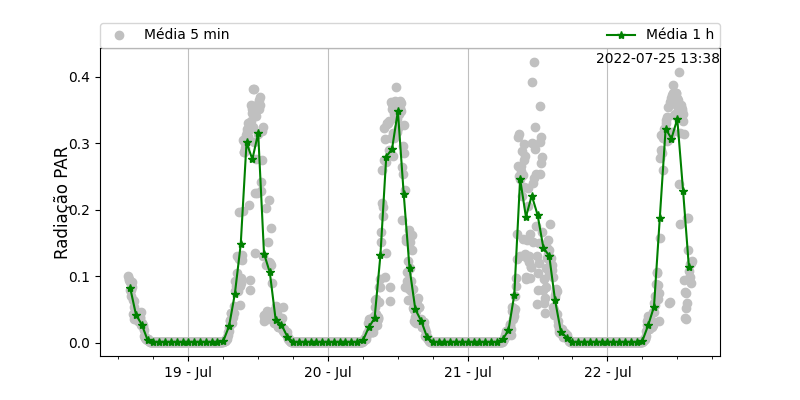 Média 5 min
Média 1 h
2022-07-25 13:38
Radiação PAR
0.4
0.3
0.2
0.1
0.0
19 - Jul
20 - Jul
21 - Jul
22 - Jul